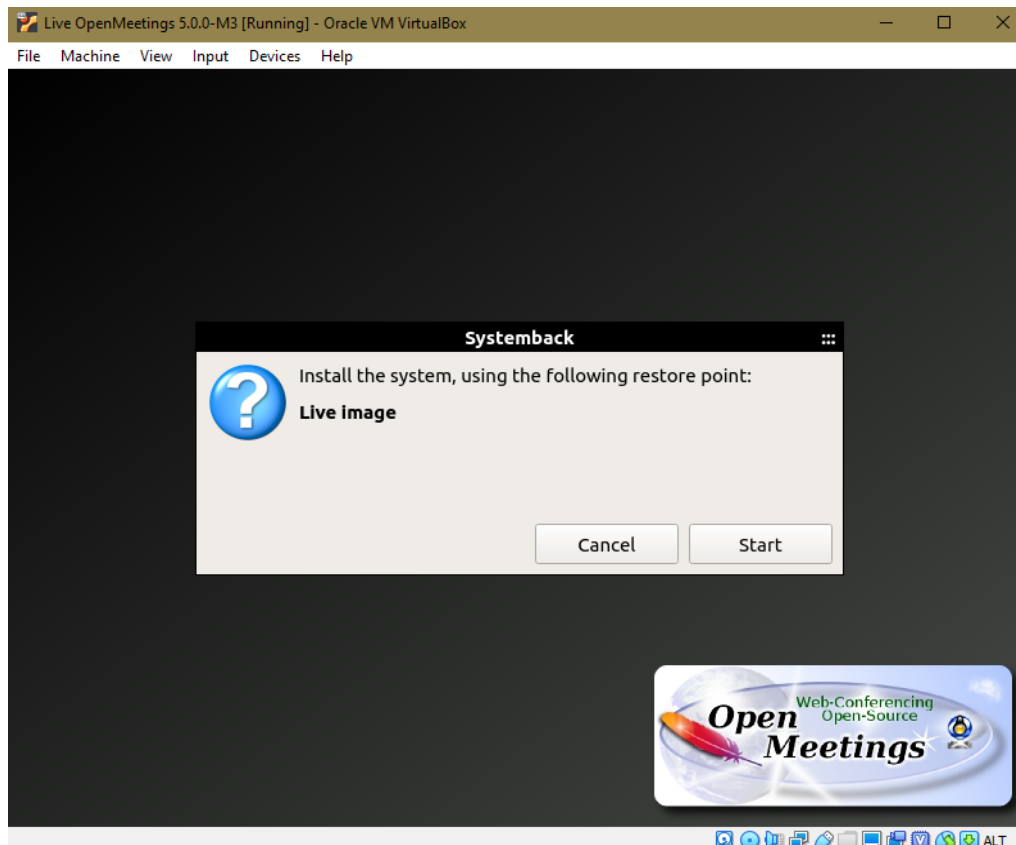 Live OpenMeetings 5.0.0-M3 [Running] - Oracle VM VirtualBox
File Machine View Input Devices Help
Systemback
Install the system, using the following restore point:
Live image
Cancel Start
Web-Conferencing
Open-Source
Open
Meetings
ALT